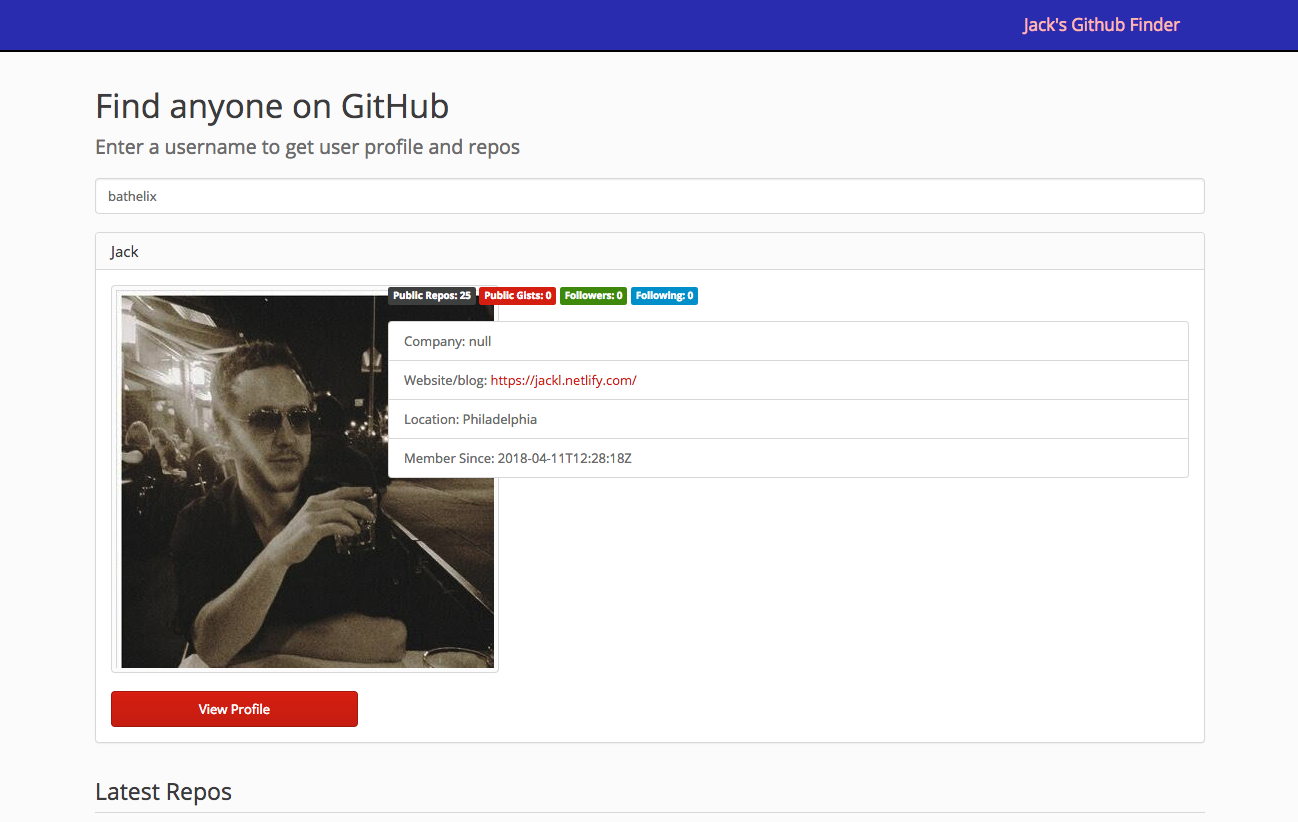 Jack's Github Finder
Find anyone on GitHub
Enter a username to get user profile and repos
bathelix
Jack
Public Repos: 25 Public Gists: 0 Followers: 0 Following: 0
Company: null
Website/blog: https://jackl.netlify.com/
Location: Philadelphia
Member Since: 2018-04-11T12:28:18Z
View Profile
Latest Repos